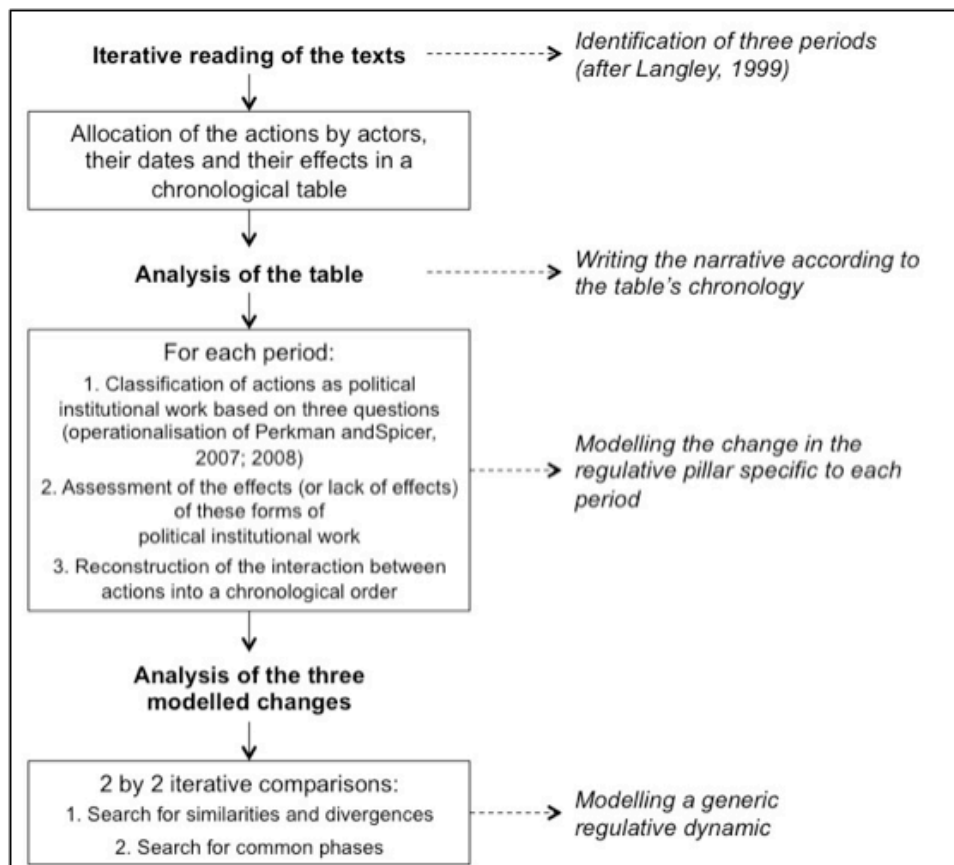 Iterative reading of the texts
Identification of three periods
(after Langley, 1999)
Allocation of the actions by actors,
their dates and their effects in a
chronological table
Analysis of the table
Writing the narrative according to
the table's chronology
For each period:
1. Classification of actions as political
institutional work based on three questions
(operationalisation of Perkman andSpicer,
2007; 2008)
2. Assessment of the effects (or lack of effects)
of these forms of
political institutional work
3. Reconstruction of the interaction between
actions into a chronological order
Modelling the change in the
regulative pillar specific to each
period
Analysis of the three
modelled changes
2 by 2 iterative comparisons:
1. Search for similarities and divergences
2. Search for common phases
Modelling a generic
regulative dynamic